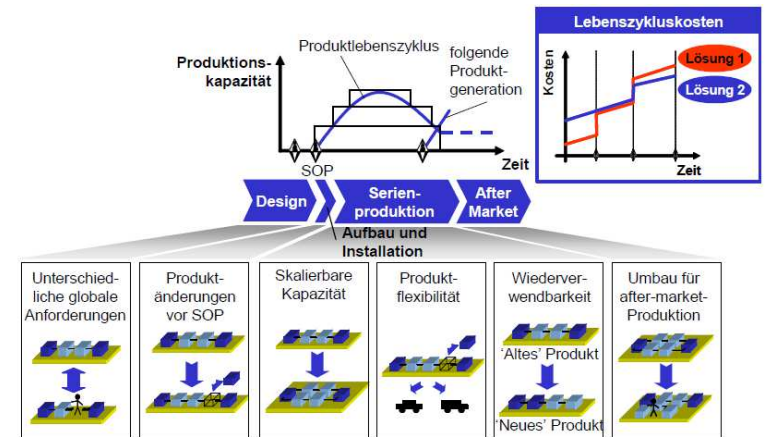 Produktions-
kapazität
Produktlebenszyklus
folgende
Produkt-
generation
SOP
Zeit
Lebenszykluskosten
Kosten
Lösung 1
Lösung 2
Zeit
Design
Serien-
produktion
After
Market
Aufbau und
Installation
Unterschied-
liche globale
Anforderungen
Produkt-
änderungen
vor SOP
Skalierbare
Kapazität
Produkt-
flexibilität
Wiederver-
wendbarkeit
'Altes' Produkt
'Neues' Produkt
Umbau für
after-market-
Produktion